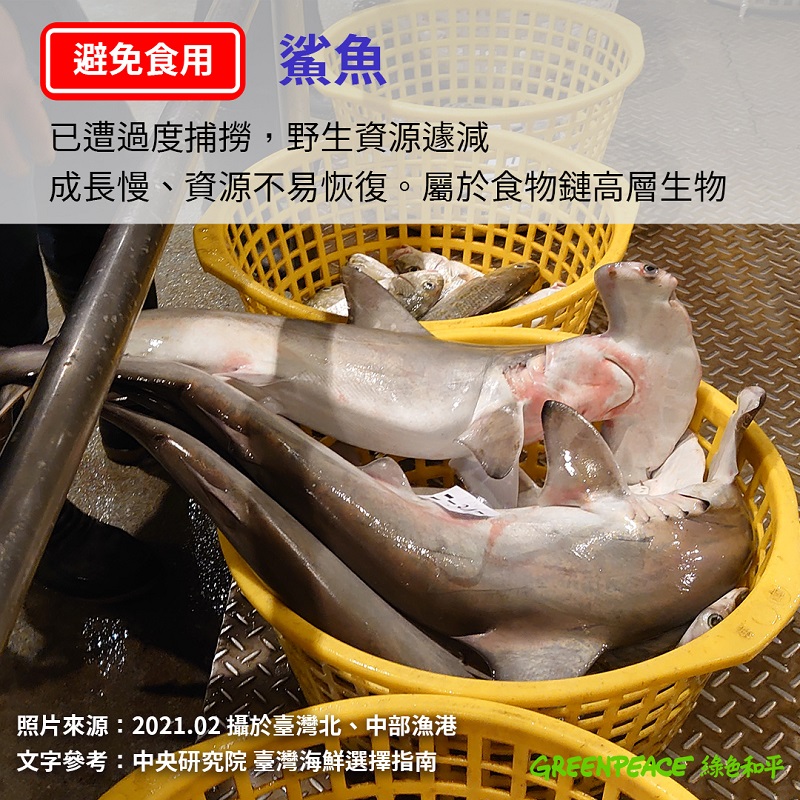 避免食用
鯊魚
已遭過度捕撈，野生資源遽減
成長慢、資源不易恢復。屬於食物鏈高層生物
照片來源：2021.02 攝於臺灣北、中部漁港
文字參考：中央研究院 臺灣海鮮選擇指南
GREENPEACE 綠色和平